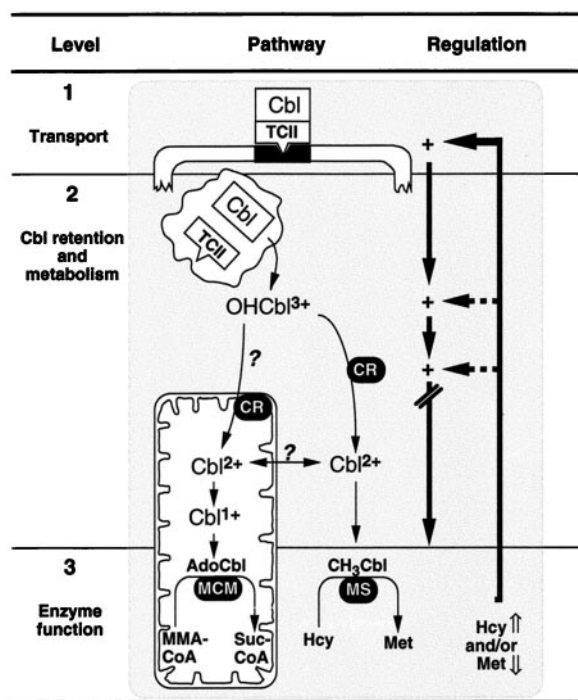 Level Pathway Regulation
1
Transport
Cbl
TCII
+
2
Cbl retention
and
metabolism
Cbl
TCII
OHCbl3+
+
?
CR
+
CR
Cbl2+
?
Cbl2+
Cbl1+
3
Enzyme
function
AdoCbl
MCM
MMA-
CoA
Suc-
CoA
CH3Cbl
MS
Hcy
Met
Hcy ⇑
and/or
Met ⇓